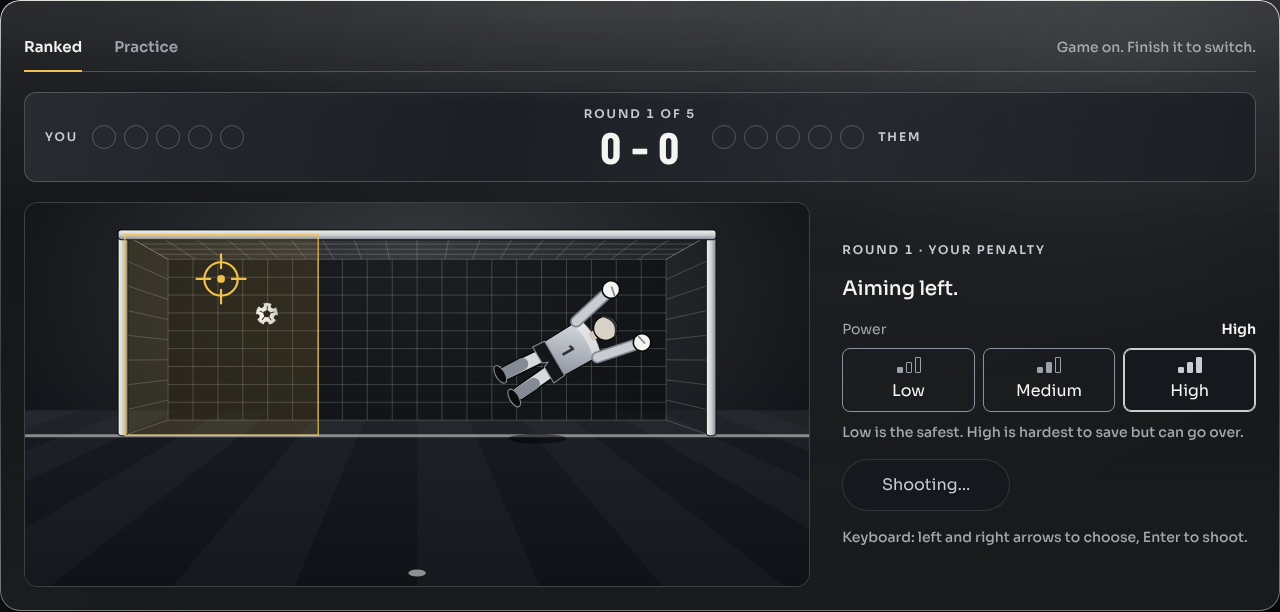 Ranked
Practice
Game on. Finish it to switch.
YOU
ROUND 1 OF 5
0 – 0
THEM
1
ROUND 1 · YOUR PENALTY
Aiming left.
Power
High
Low
Medium
High
Low is the safest. High is hardest to save but can go over.
Shooting...
Keyboard: left and right arrows to choose, Enter to shoot.